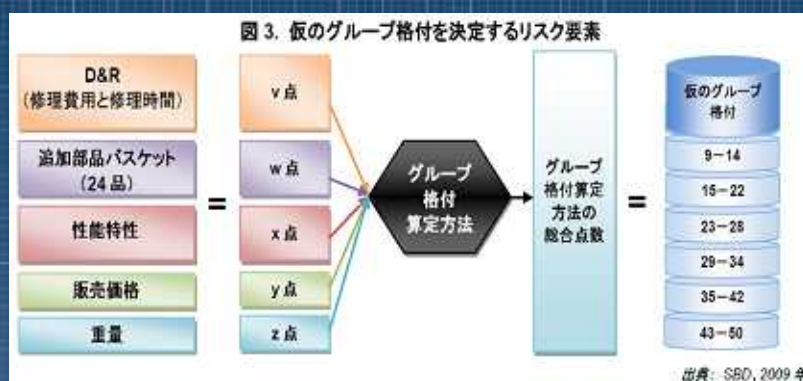 図 3. 仮のグループ格付を決定するリスク要素
D&R
（修理費用と修理時間）
追加部品バスケット
（24品）
性能特性
販売価格
重量
=
v 点
w 点
x 点
y 点
z 点
グループ
格付
算定方法
グループ
格付算定
方法の
総合点数
=
仮のグループ
格付
9－14
15－22
23－28
29－34
35－42
43－50
出典: SBD, 2009 年